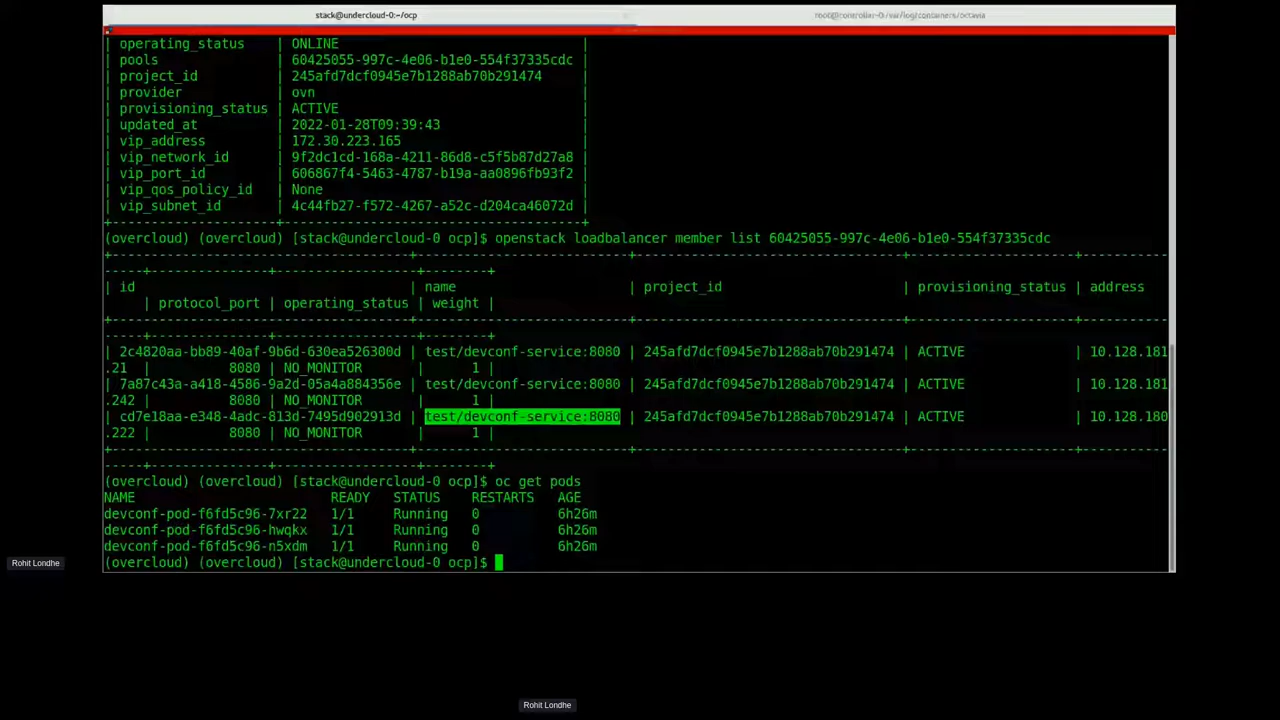 stack@undercloud-0:~/ocp root@controller-0:/var/log/containers/octavia
| operating_status | ONLINE |
| pools | 60425055-997c-4e06-b1e0-554f37335cdc |
| project_id | 245afd7dcf0945e7b1288ab70b291474 |
| provider | ovn |
| provisioning_status | ACTIVE |
| updated_at | 2022-01-28T09:39:43 |
| vip_address | 172.30.223.165 |
| vip_network_id | 9f2dc1cd-168a-4211-86d8-c5f5b87d27a8 |
| vip_port_id | 606867f4-5463-4787-b19a-aa0896fb93f2 |
| vip_qos_policy_id | None |
| vip_subnet_id | 4c44fb27-f572-4267-a52c-d204ca46072d |
+---------------------+--------------------------------------+
(overcloud) (overcloud) [stack@undercloud-0 ocp]$ openstack loadbalancer member list 60425055-997c-4e06-b1e0-554f37335cdc
+--------------------------------------+---------------------------+----------------------------------+---------------------+-----------
-----+---------------+------------------+--------+
| id | name | project_id | provisioning_status | address
| protocol_port | operating_status | weight |
+--------------------------------------+---------------------------+----------------------------------+---------------------+-----------
-----+---------------+------------------+--------+
| 2c4820aa-bb89-40af-9b6d-630ea526300d | test/devconf-service:8080 | 245afd7dcf0945e7b1288ab70b291474 | ACTIVE | 10.128.181
.21 | 8080 | NO_MONITOR | 1 |
| 7a87c43a-a418-4586-9a2d-05a4a884356e | test/devconf-service:8080 | 245afd7dcf0945e7b1288ab70b291474 | ACTIVE | 10.128.181
.242 | 8080 | NO_MONITOR | 1 |
| cd7e18aa-e348-4adc-813d-7495d902913d | test/devconf-service:8080 | 245afd7dcf0945e7b1288ab70b291474 | ACTIVE | 10.128.180
.222 | 8080 | NO_MONITOR | 1 |
+--------------------------------------+---------------------------+----------------------------------+---------------------+-----------
-----+---------------+------------------+--------+
(overcloud) (overcloud) [stack@undercloud-0 ocp]$ oc get pods
NAME READY STATUS RESTARTS AGE
devconf-pod-f6fd5c96-7xr22 1/1 Running 0 6h26m
devconf-pod-f6fd5c96-hwqkx 1/1 Running 0 6h26m
devconf-pod-f6fd5c96-n5xdm 1/1 Running 0 6h26m
(overcloud) (overcloud) [stack@undercloud-0 ocp]$
Rohit Londhe
Rohit Londhe